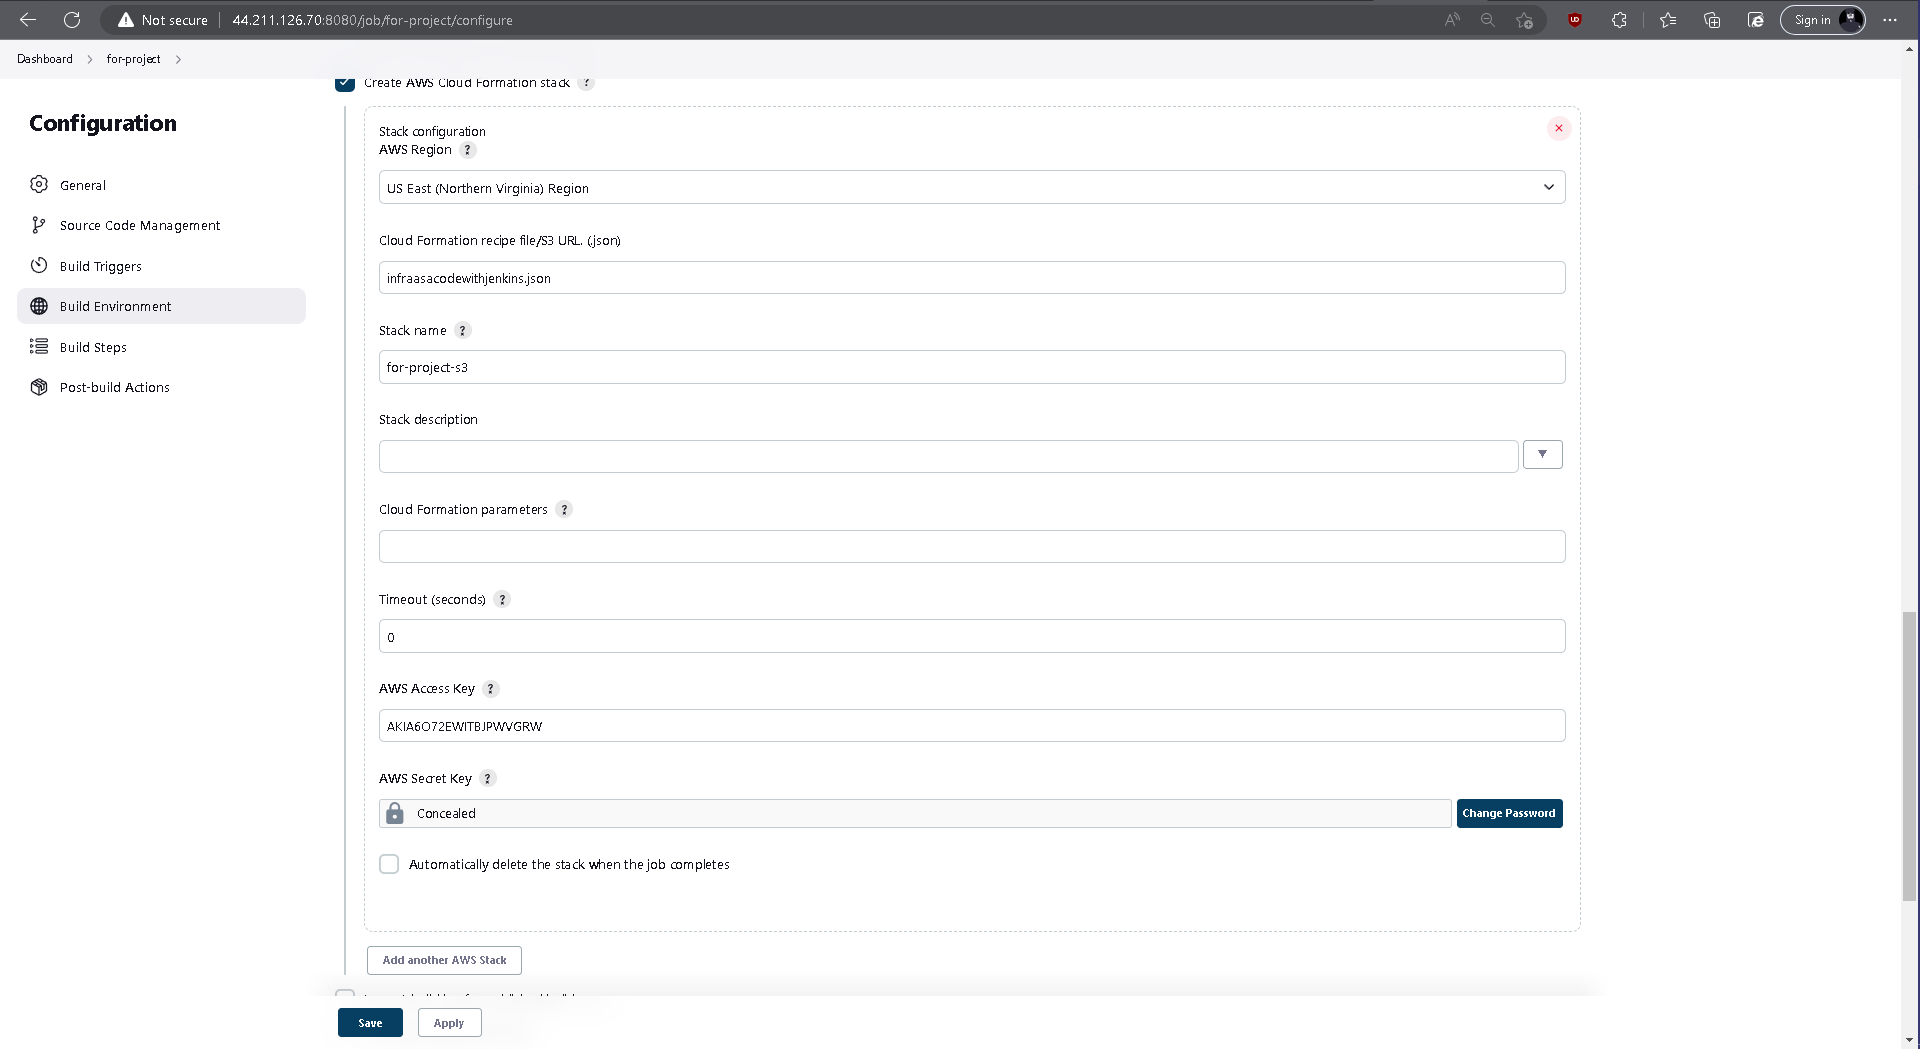 Not secure
44.211.126.70:8080/job/for-project/configure
Sign in
Dashboard
for-project
Create AWS Cloud Formation stack ?
Configuration
General
Source Code Management
Build Triggers
Build Environment
Build Steps
Post-build Actions
Stack configuration
AWS Region ?
US East (Northern Virginia) Region
Cloud Formation recipe file/S3 URL. (.json)
infraasacodewithjenkins.json
Stack name ?
for-project-s3
Stack description
Cloud Formation parameters ?
Timeout (seconds) ?
0
AWS Access Key ?
AKIA6O72EWITBJPWVGRW
AWS Secret Key ?
Concealed
Change Password
Automatically delete the stack when the job completes
Add another AWS Stack
Save
Apply